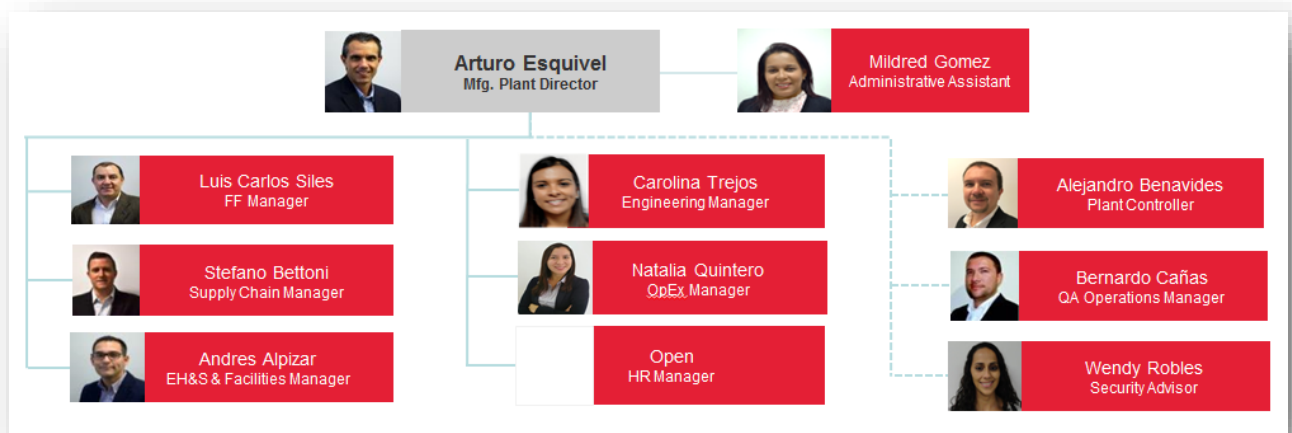 Arturo Esquivel
Mfg. Plant Director
Mildred Gomez
Administrative Assistant
Luis Carlos Siles
FF Manager
Carolina Trejos
Engineering Manager
Alejandro Benavides
Plant Controller
Stefano Bettoni
Supply Chain Manager
Natalia Quintero
OpEx Manager
Bernardo Cañas
QA Operations Manager
Andres Alpizar
EH&S & Facilities Manager
Open
HR Manager
Wendy Robles
Security Advisor